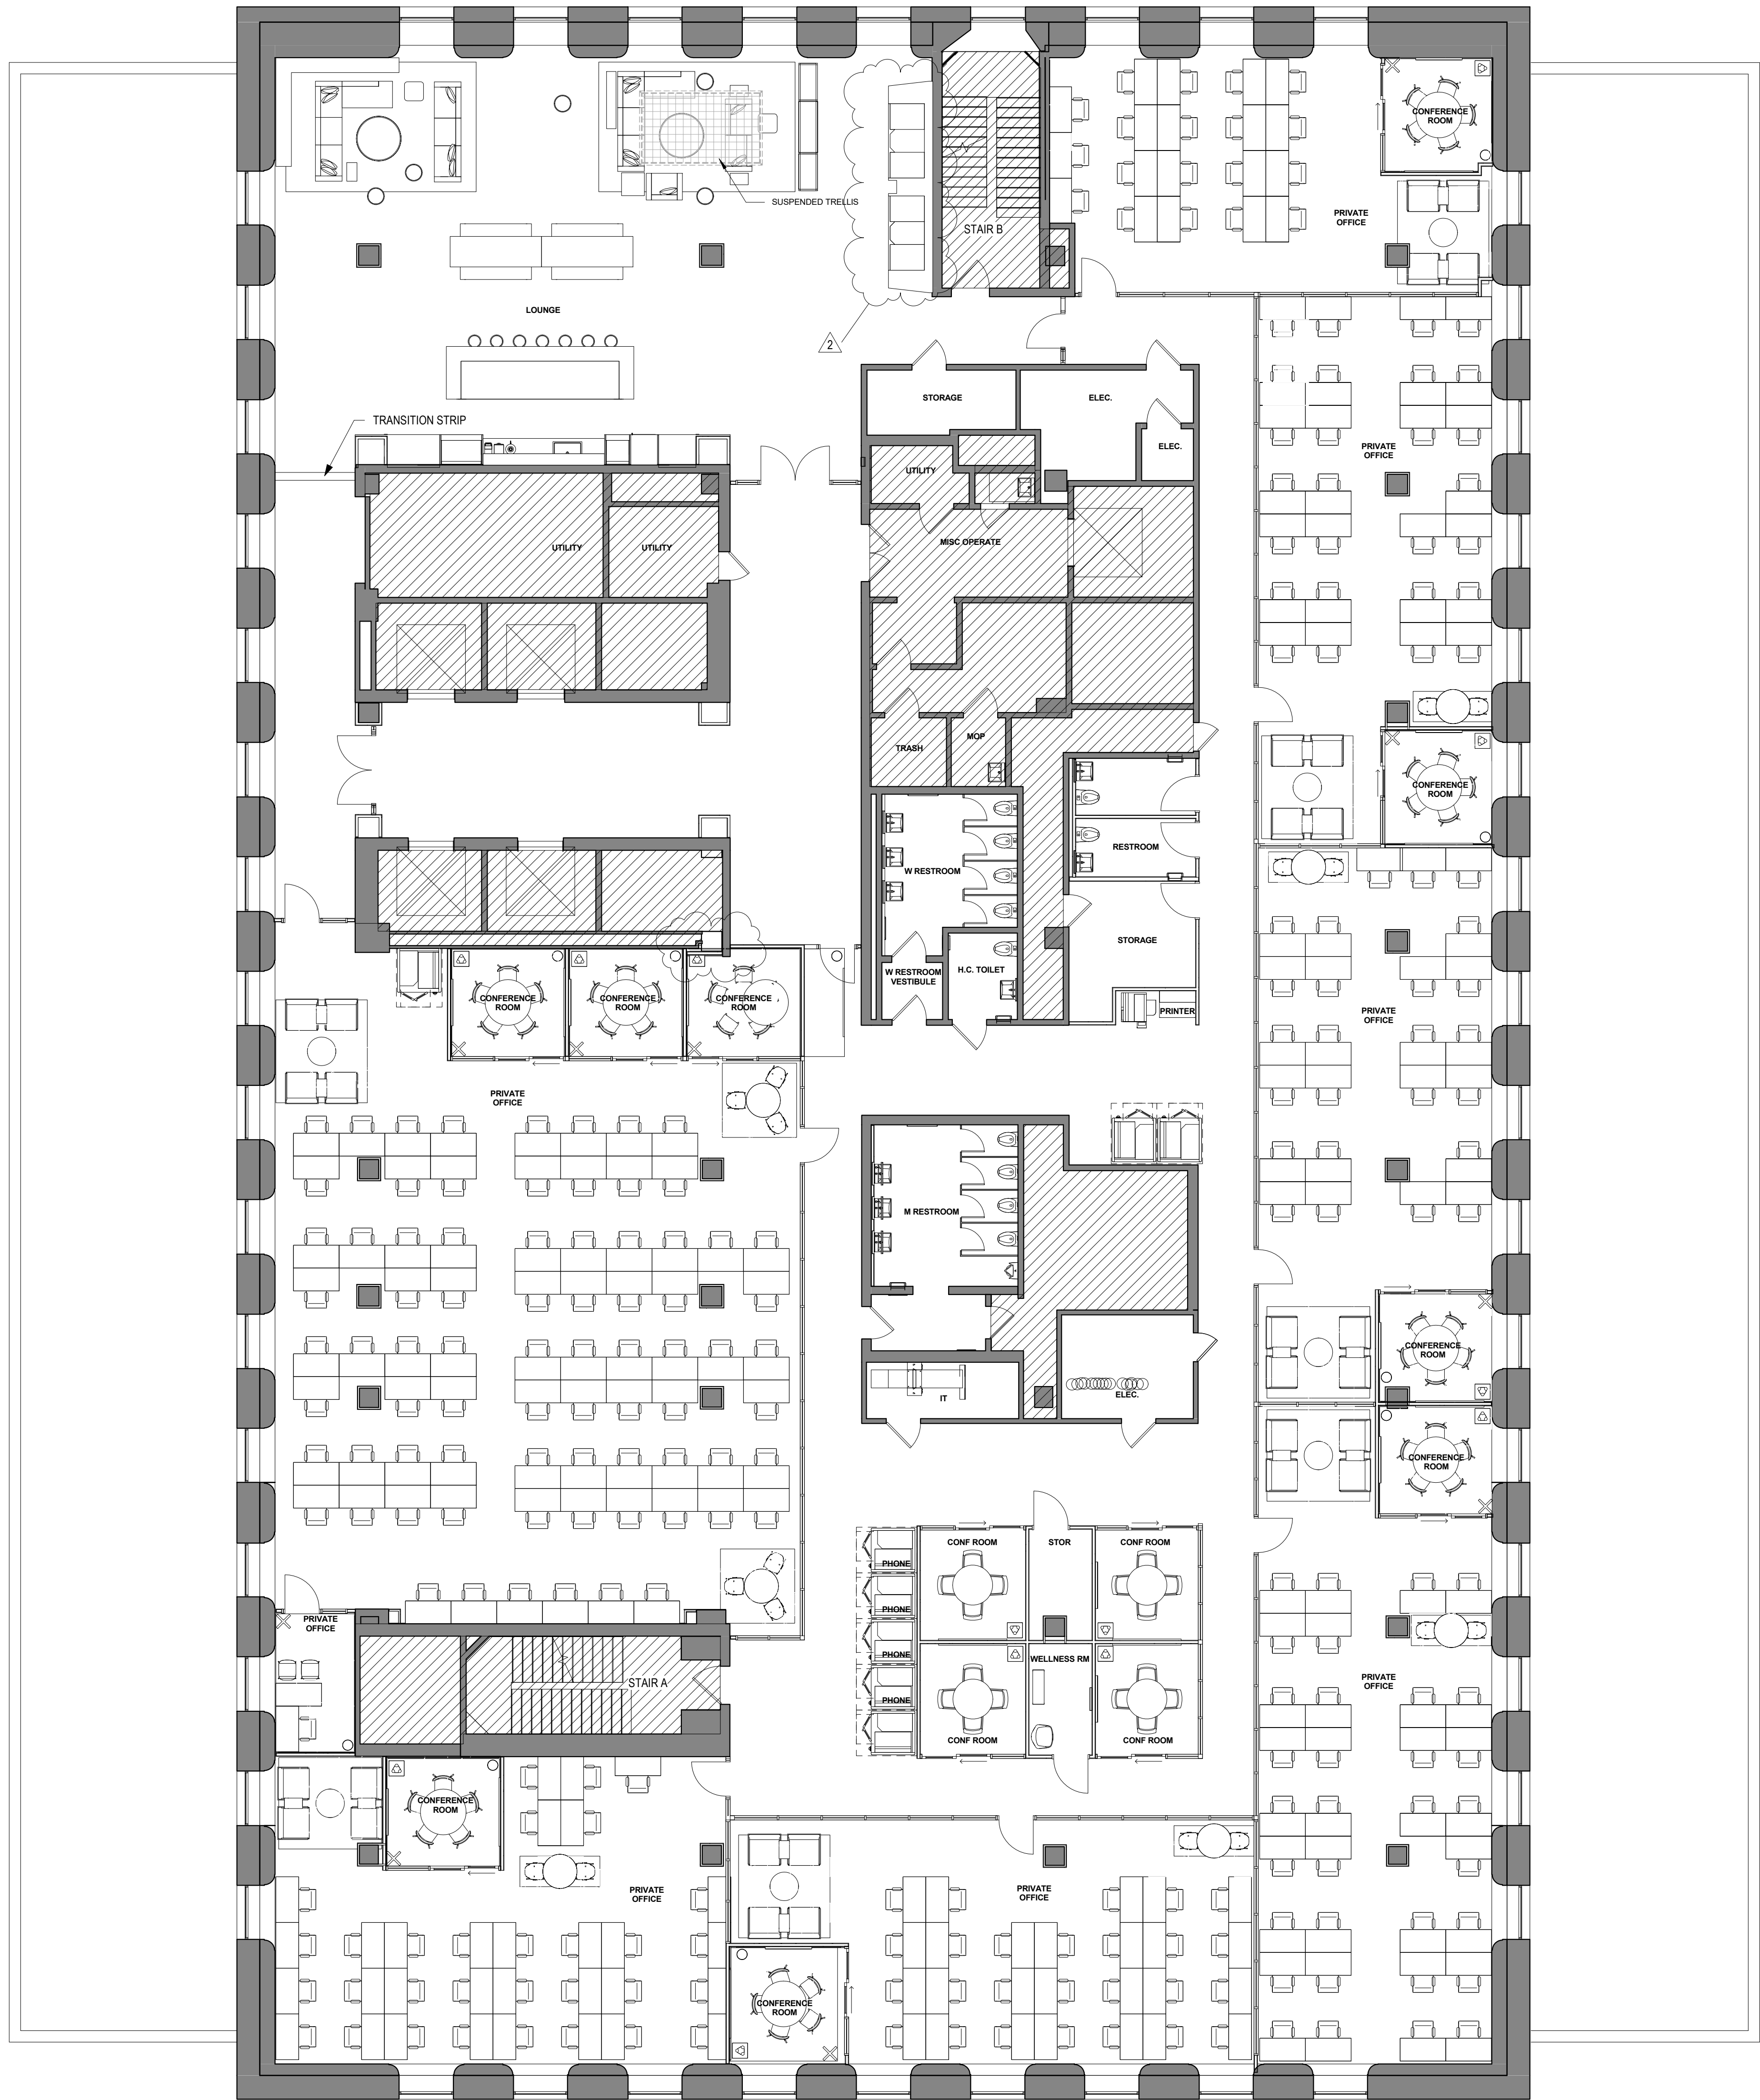 CONFERENCE
ROOM
SUSPENDED TRELLIS
PRIVATE
OFFICE
STAIR B
LOUNGE
2
STORAGE
ELEC.
TRANSITION STRIP
ELEC.
PRIVATE
OFFICE
UTILITY
MISC OPERATE
UTILITY
UTILITY
TRASH
MOP
CONFERENCE
ROOM
RESTROOM
W RESTROOM
STORAGE
W RESTROOM
VESTIBULE
H.C. TOILET
CONFERENCE
ROOM
CONFERENCE
ROOM
CONFERENCE
ROOM
PRINTER
PRIVATE
OFFICE
PRIVATE
OFFICE
M RESTROOM
CONFERENCE
ROOM
IT
ELEC.
CONFERENCE
ROOM
CONF ROOM
STOR
CONF ROOM
PHONE
PHONE
PHONE
PHONE
PRIVATE
OFFICE
WELLNESS RM
STAIR A
PRIVATE
OFFICE
CONF ROOM
CONF ROOM
CONFERENCE
ROOM
PRIVATE
OFFICE
PRIVATE
OFFICE
CONFERENCE
ROOM